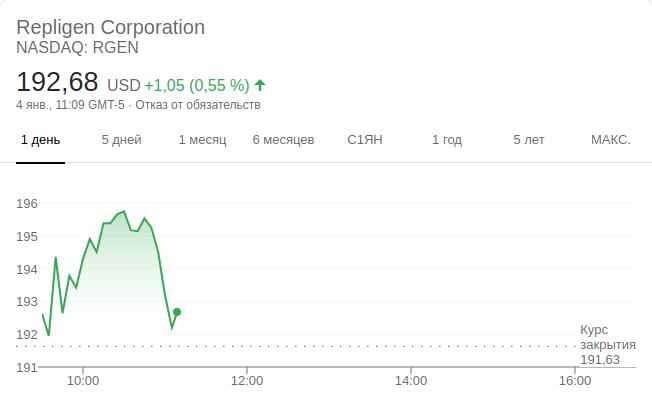 Repligen Corporation
NASDAQ: RGEN
192,68 USD +1,05 (0,55 %)
4 янв., 11:09 GMT-5 · Отказ от обязательств
1 день 5 дней 1 месяц 6 месяцев С1ЯН 1 год 5 лет МАКС.
196
195
194
193
192
191
Курс
закрытия
191,63
10:00 12:00 14:00 16:00